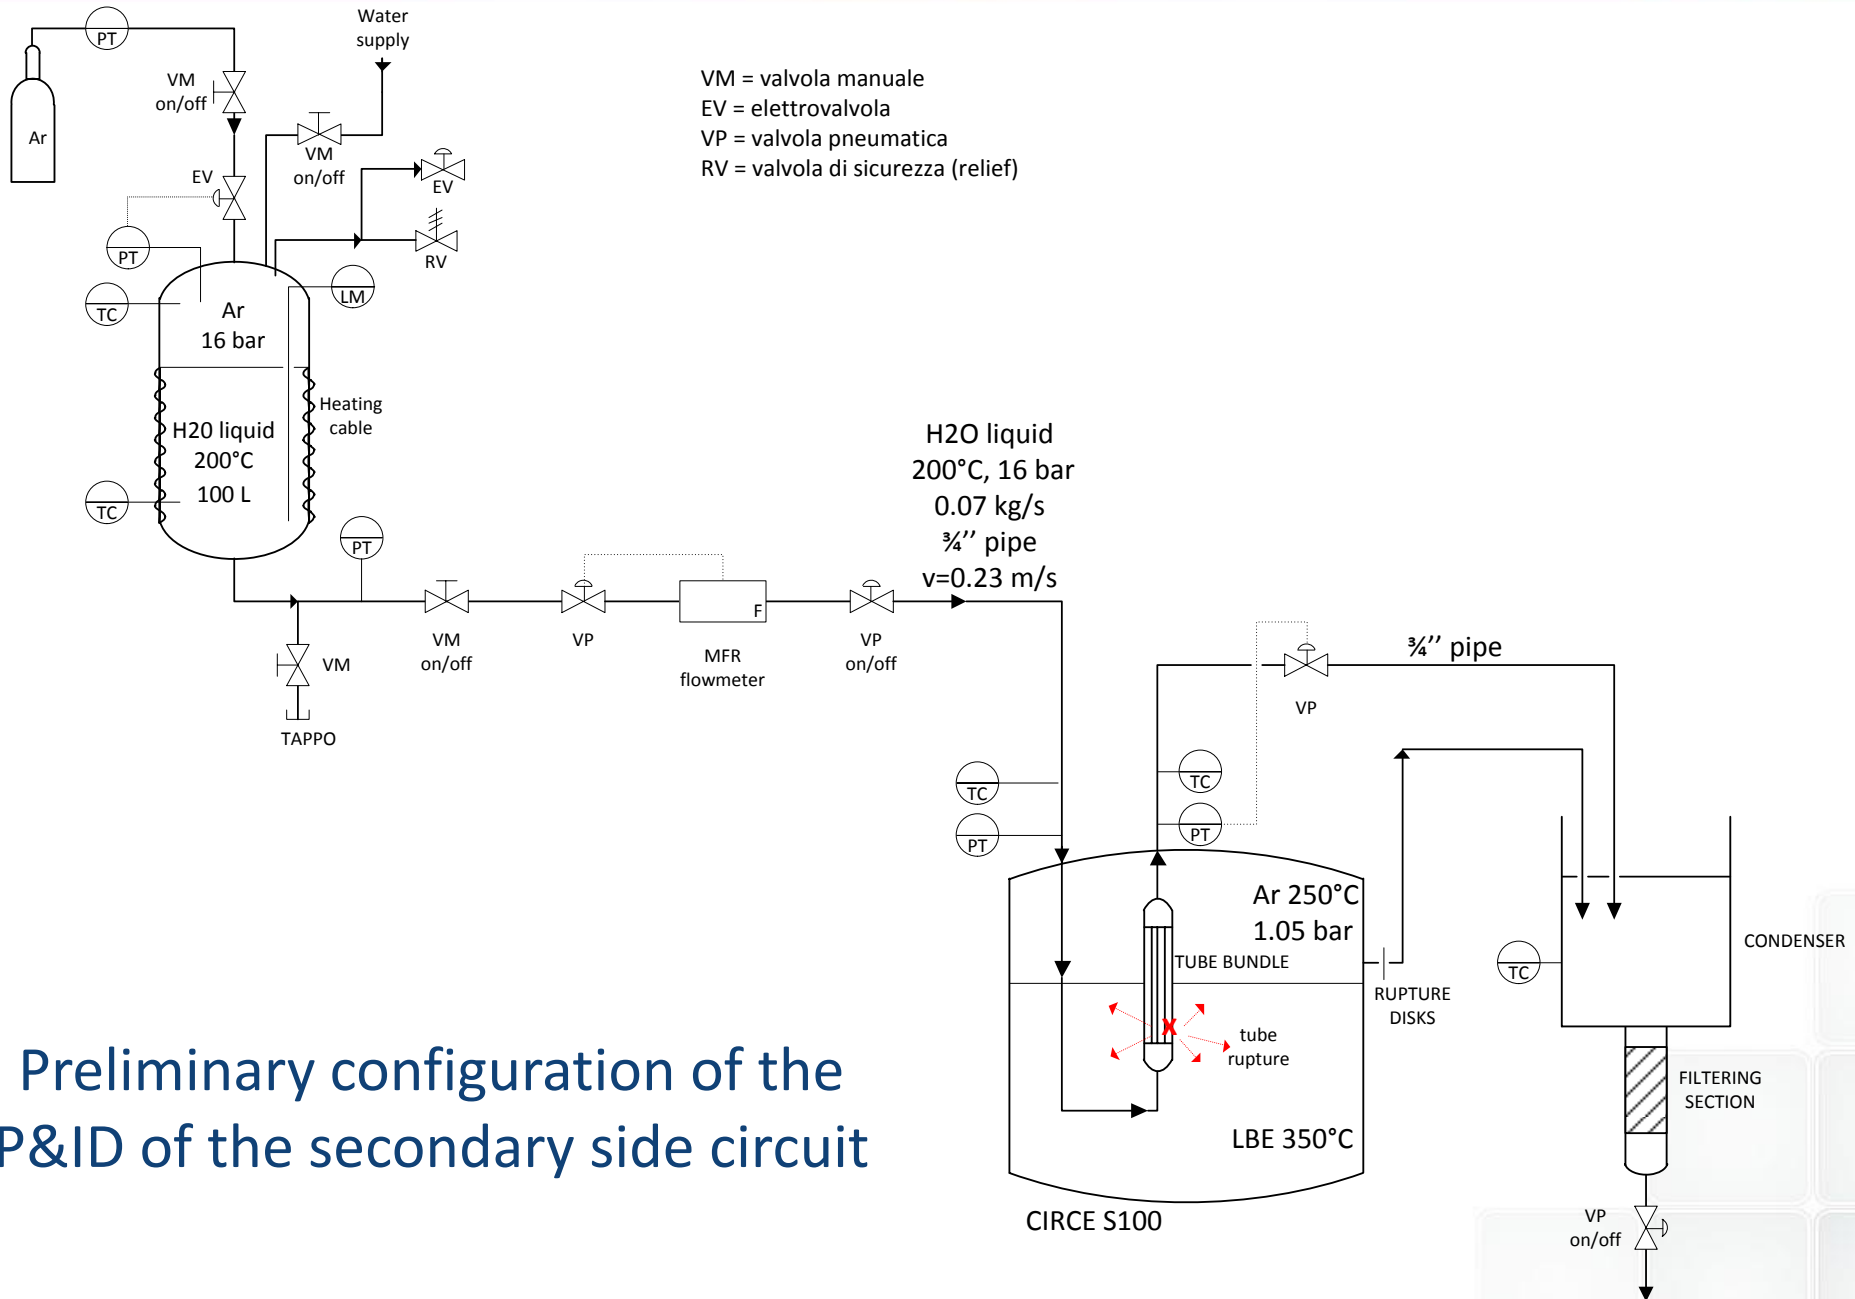 Water
supply
PT
VM
on/off
Ar
VM
on/off
EV
EV
RV
PT
LM
TC
Ar
16 bar
VM = valvola manuale
EV = elettrovalvola
VP = valvola pneumatica
RV = valvola di sicurezza (relief)
Heating
cable
H20 liquid
200°C
100 L
TC
PT
VM
on/off
VP
F
MFR
flowmeter
VP
on/off
H2O liquid
200°C, 16 bar
0.07 kg/s
¾’’ pipe
v=0.23 m/s
VM
TAPPO
¾’’ pipe
VP
TC
PT
TC
PT
Ar 250°C
1.05 bar
TUBE BUNDLE
RUPTURE
DISKS
tube
rupture
X
LBE 350°C
CIRCE S100
TC
CONDENSER
FILTERING
SECTION
VP
on/off
Preliminary configuration of the
P&ID of the secondary side circuit